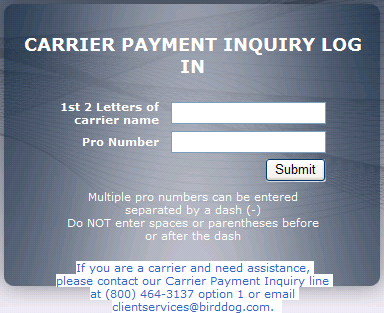 CARRIER PAYMENT INQUIRY LOG
IN
1st 2 Letters of
carrier name
Pro Number
Submit
Multiple pro numbers can be entered
separated by a dash (-)
Do NOT enter spaces or parentheses before
or after the dash
If you are a carrier and need assistance,
please contact our Carrier Payment Inquiry line
at (800) 464-3137 option 1 or email
clientservices@birddog.com.